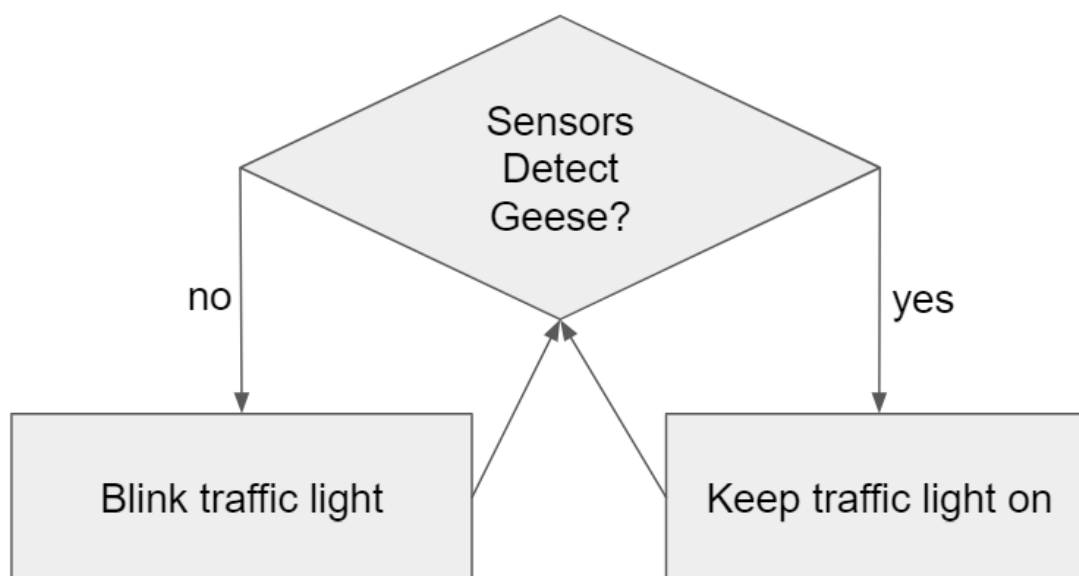 Sensors
Detect
Geese?
no
yes
Blink traffic light
Keep traffic light on